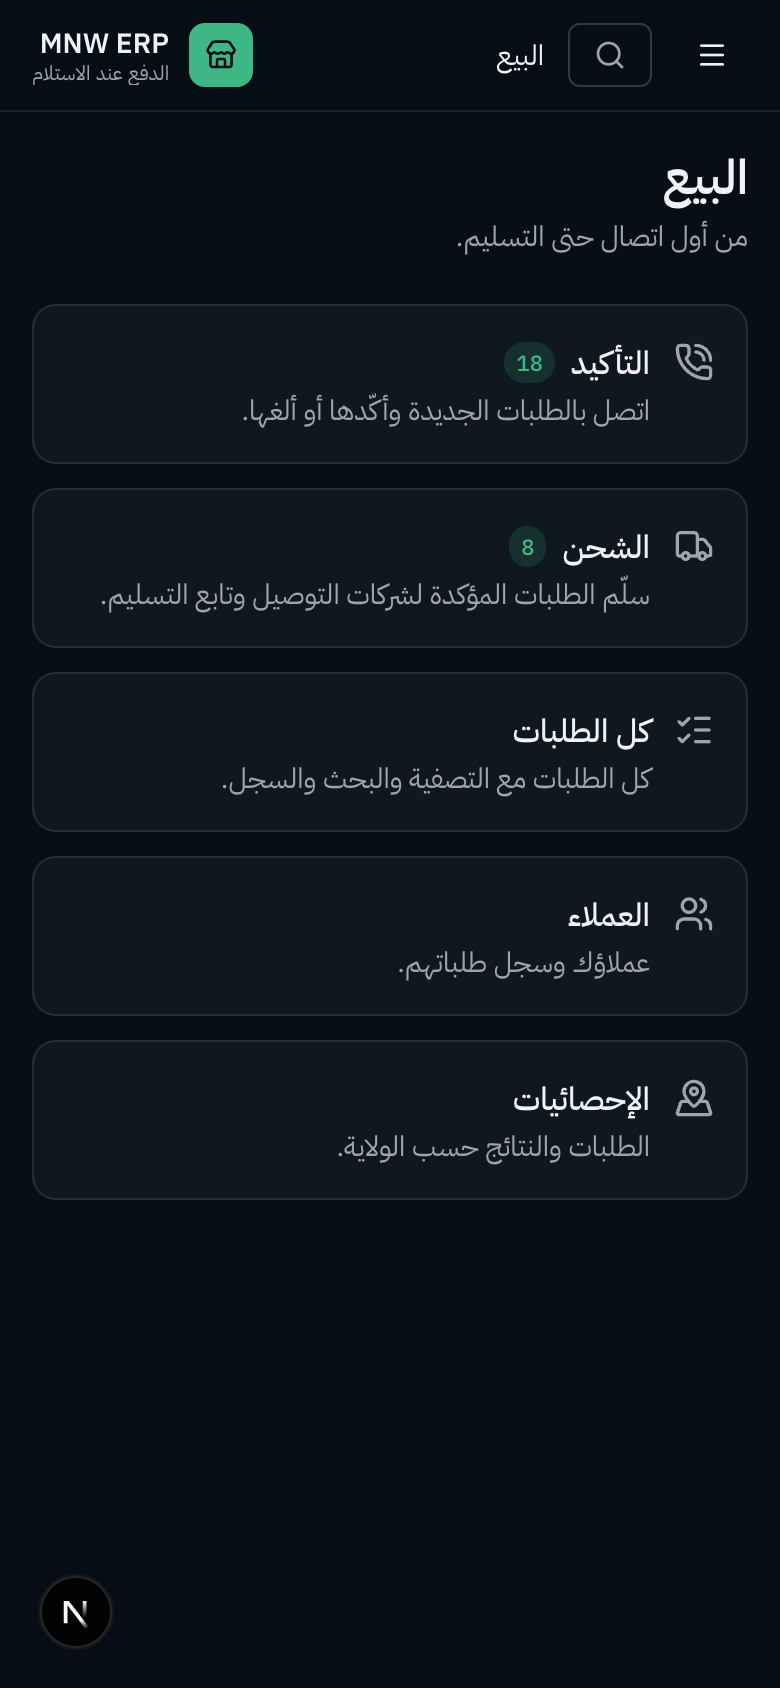 البيع
MNW ERP
الدفع عند الاستلام
البيع
من أول اتصال حتى التسليم.
التأكيد 18
اتصل بالطلبات الجديدة وأكّدها أو ألغها.
الشحن 8
سلّم الطلبات المؤكدة لشركات التوصيل وتابع التسليم.
كل الطلبات
كل الطلبات مع التصفية والبحث والسجل.
العملاء
عملاؤك وسجل طلباتهم.
الإحصائيات
الطلبات والنتائج حسب الولاية.
N